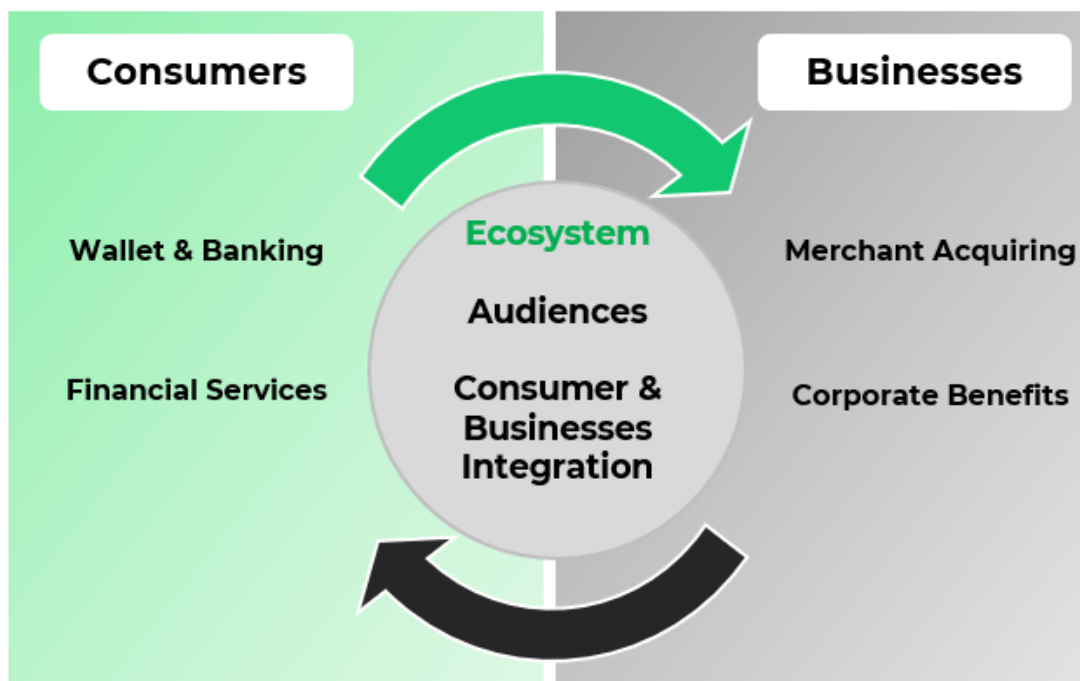 Consumers
Businesses
Ecosystem
Wallet & Banking
Merchant Acquiring
Audiences
Financial Services
Consumer &
Businesses
Integration
Corporate Benefits